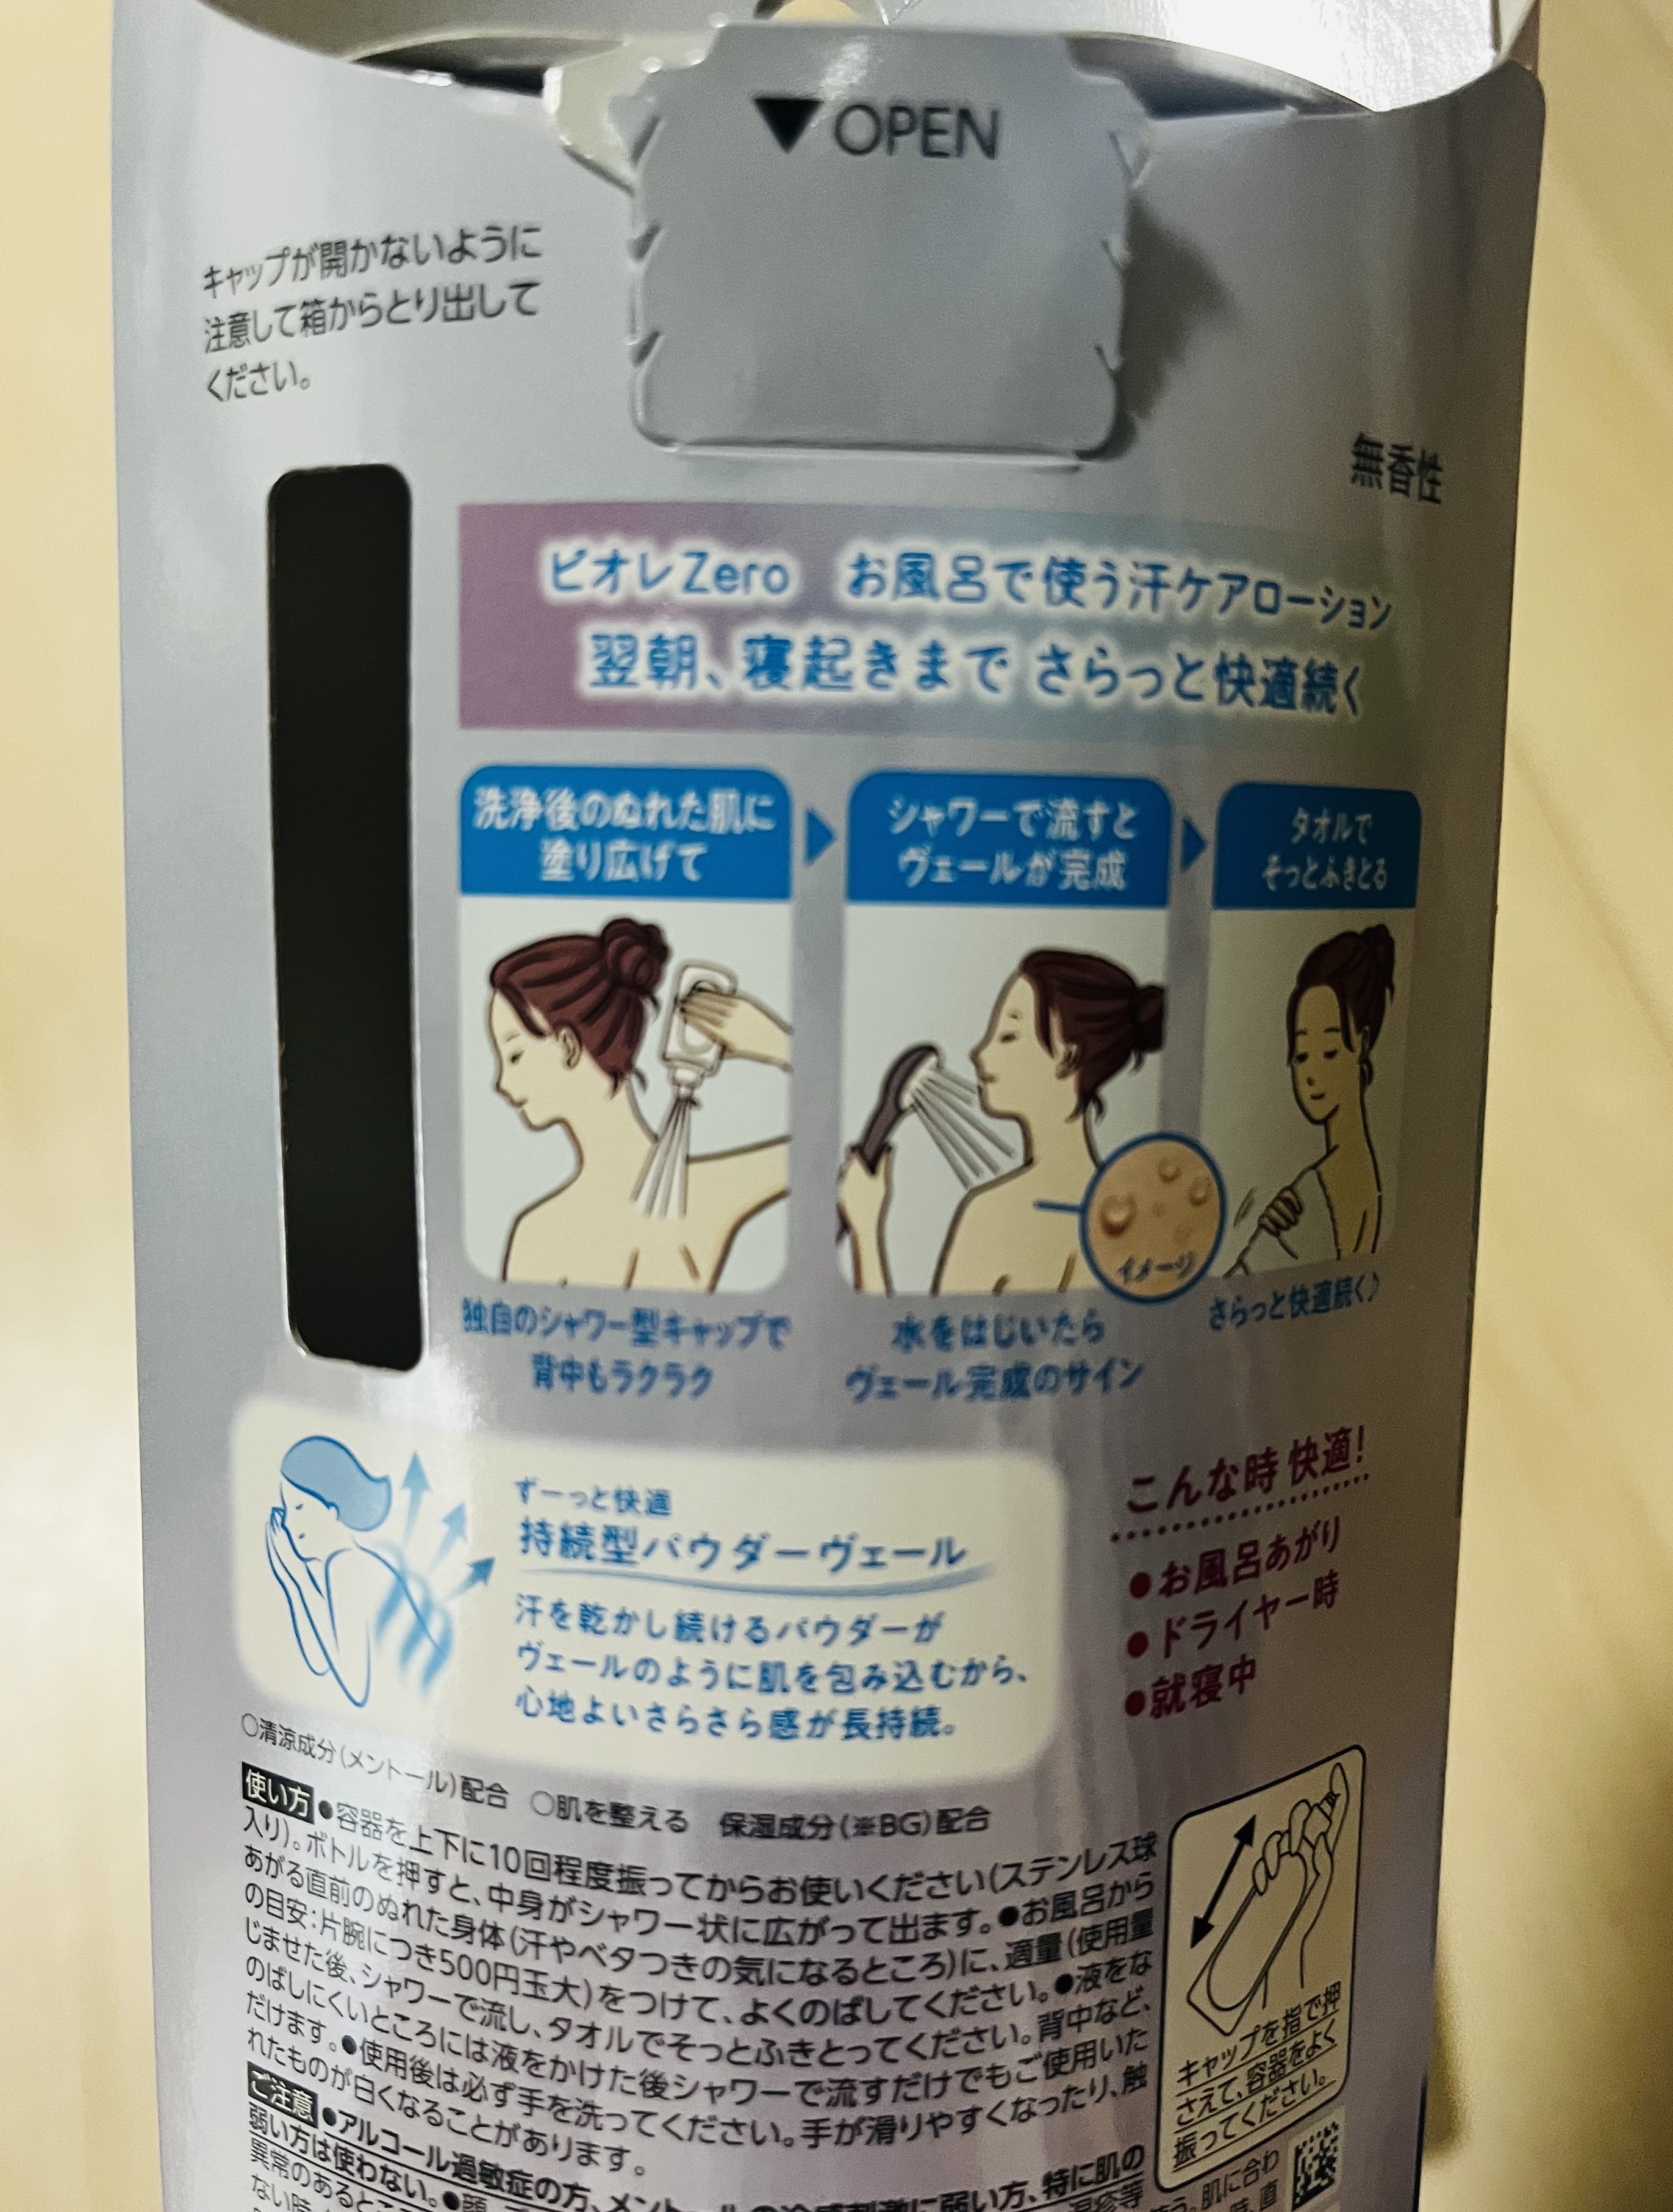 ▼OPEN
キャップが開かないように
注意して箱からとり出して
ください。
無香性
ビオレZero お風呂で使う汗ケアローション
翌朝、寝起きまで さらっと快適続く
洗浄後のぬれた肌に
塗り広げて
シャワーで流すと
ヴェールが完成
タオルで
そっとふきとる
イメージ
独自のシャワー型キャップで
背中もラクラク
水をはじいたら
ヴェール完成のサイン
さらっと快適続く♪
ずーっと快適
持続型パウダーヴェール
汗を乾かし続けるパウダーが
ヴェールのように肌を包み込むから、
心地よいさらさら感が長持続。
こんな時 快適!
●お風呂あがり
●ドライヤー時
●就寝中
○清涼成分(メントール)配合 ○肌を整える 保湿成分(※BG)配合
使い方 ●容器を上下に10回程度振ってからお使いください(ステンレス球
入り)。ボトルを押すと、中身がシャワー状に広がって出ます。●お風呂から
あがる直前のぬれた身体(汗やベタつきの気になるところ)に、適量(使用量
の目安:片腕につき500円玉大)をつけて、よくのばしてください。●液をな
じませた後、シャワーで流し、タオルでそっとふきとってください。背中など、
のばしにくいところには液をかけた後シャワーで流すだけでもご使用いた
だけます。●使用後は必ず手を洗ってください。手が滑りやすくなったり、触
れたものが白くなることがあります。
キャップを指で押
さえて、容器をよく
振ってください。
ご注意 ●アルコール過敏症の方、メントールの冷感刺激に弱い方、特に肌の
弱い方は使わない。●顔、
異常のあるところ
湿疹等
う。肌に合わ
ない時、
時、直